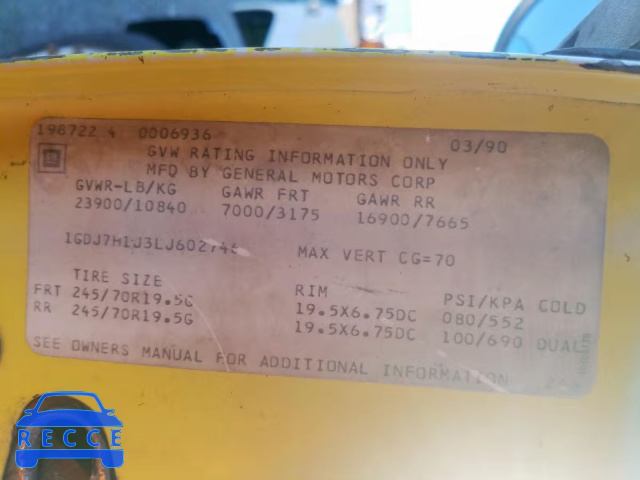 198722 4 0006936 03/90
GVW RATING INFORMATION ONLY
GM MFD BY GENERAL MOTORS CORP
GVWR-LB/KG GAWR FRT GAWR RR
23900/10840 7000/3175 16900/7665
1GDJ7H1J3LJ602746 MAX VERT CG=70
TIRE SIZE RIM PSI/KPA COLD
FRT 245/70R19.5G 19.5X6.75DC 080/552
RR 245/70R19.5G 19.5X6.75DC 100/690 DUAL
SEE OWNERS MANUAL FOR ADDITIONAL INFORMATION
RECCE